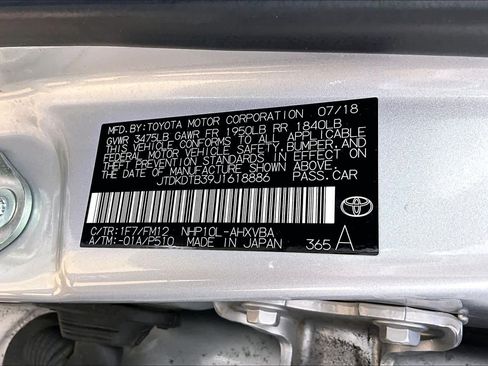 MFD.BY:TOYOTA MOTOR CORPORATION 07/18
GVWR 3475LB GAWR FR 1950LB RR 1840LB
THIS VEHICLE CONFORMS TO ALL APPLICABLE
FEDERAL MOTOR VEHICLE SAFETY, BUMPER, AND
THEFT PREVENTION STANDARDS IN EFFECT ON
THE DATE OF MANUFACTURE SHOWN ABOVE.
JTDKDTB39J1618886 PASS.CAR
C/TR:1F7/FM12 NHP10L-AHXVBA
A/TM:-01A/P510 MADE IN JAPAN 365 A